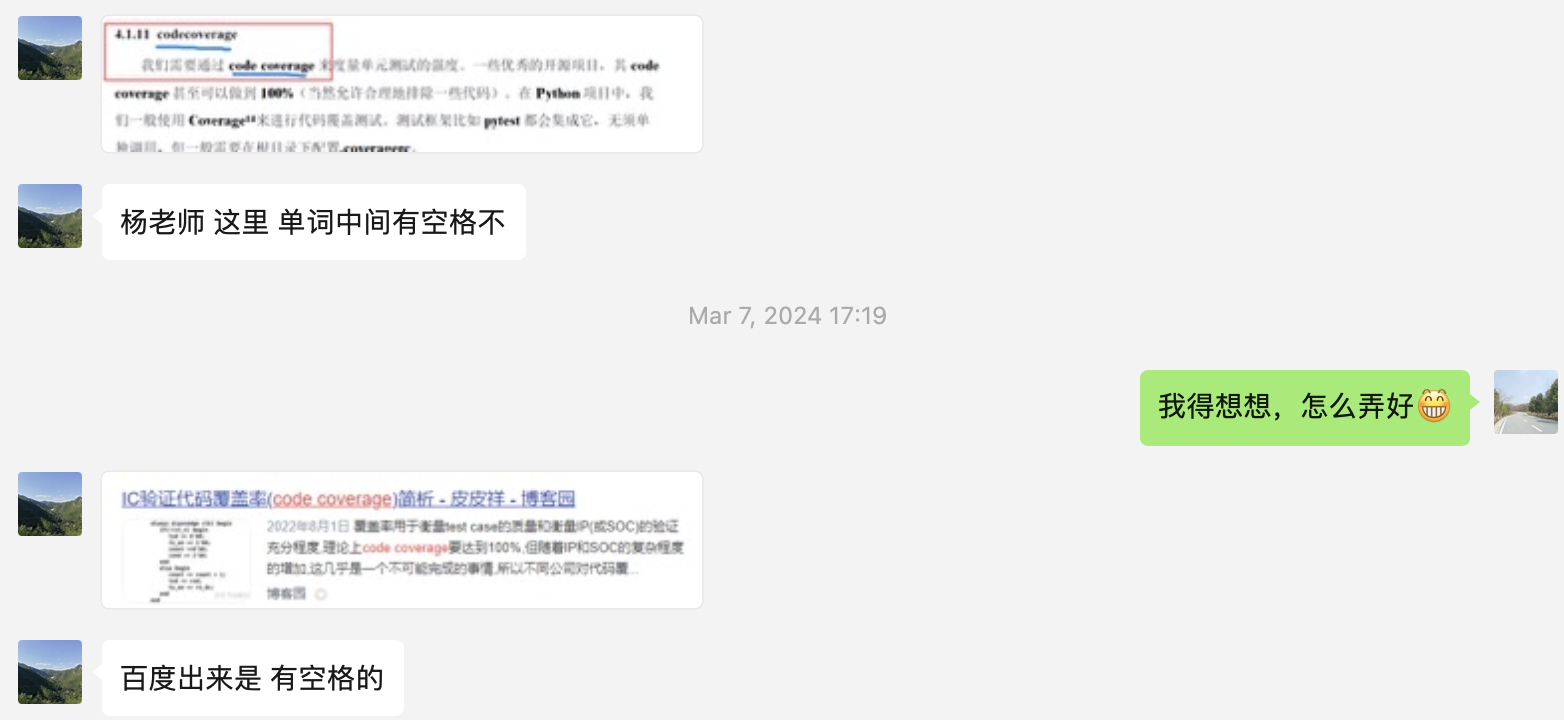 4.1.11 codecoverage
我们需要通过 code coverage 来度量单元测试的强度。一些优秀的开源项目，其 code
coverage 甚至可以做到 100%（当然允许合理地排除一些代码）。在 Python 项目中，我
们一般使用 Coverage 来进行代码覆盖测试。测试框架比如 pytest 都会集成它，无须单
独调用，但一般需要在根目录下配置.coveragerc。
杨老师 这里 单词中间有空格不
Mar 7, 2024 17:19
我得想想，怎么弄好😁
IC验证代码覆盖率(code coverage)简析 - 皮皮祥 - 博客园
2022年8月1日 覆盖率用于衡量test case的质量和衡量IP(或SOC)的验证
充分程度,理论上code coverage要达到100%,但随着IP和SOC的复杂程度
的增加,这几乎是一个不可能完成的事情,所以不同公司对代码覆...
博客园
百度出来是 有空格的